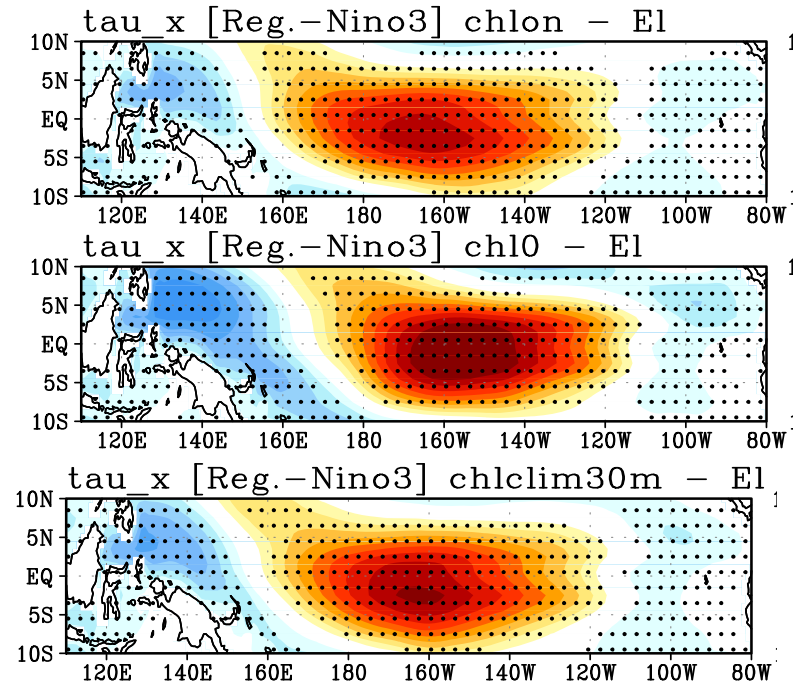 tau_x [Reg.−Nino3] chlon − El
10N
5N
EQ
5S
10S
120E 140E 160E 180 160W 140W 120W 100W 80W
tau_x [Reg.−Nino3] chl0 − El
10N
5N
EQ
5S
10S
120E 140E 160E 180 160W 140W 120W 100W 80W
tau_x [Reg.−Nino3] chlclim30m − El
10N
5N
EQ
5S
10S
120E 140E 160E 180 160W 140W 120W 100W 80W